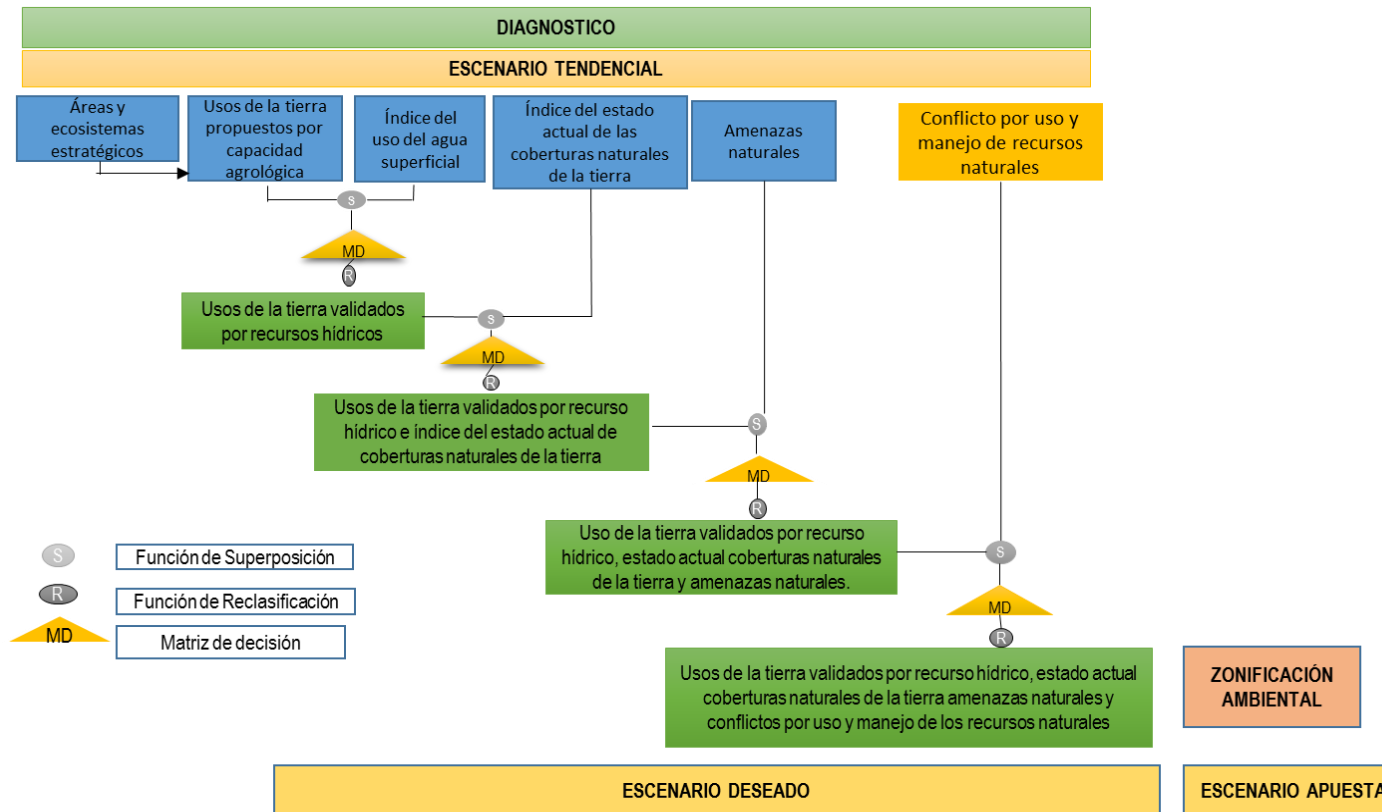 DIAGNOSTICO
ESCENARIO TENDENCIAL
Áreas y
ecosistemas
estratégicos
Usos de la tierra
propuestos por
capacidad
agrológica
Índice del
uso del agua
superficial
Índice del estado
actual de las
coberturas naturales
de la tierra
Amenazas
naturales
Conflicto por uso y
manejo de recursos
naturales
S
MD
R
Usos de la tierra validados
por recursos hídricos
S
MD
R
Usos de la tierra validados por recurso
hídrico e índice del estado actual de
coberturas naturales de la tierra
S
MD
R
Uso de la tierra validados por recurso
hídrico, estado actual coberturas naturales
de la tierra y amenazas naturales.
S
MD
R
S
Función de Superposición
R
Función de Reclasificación
MD
Matriz de decisión
Usos de la tierra validados por recurso hídrico, estado actual
coberturas naturales de la tierra amenazas naturales y
conflictos por uso y manejo de los recursos naturales
ZONIFICACIÓN
AMBIENTAL
ESCENARIO DESEADO
ESCENARIO APUESTA